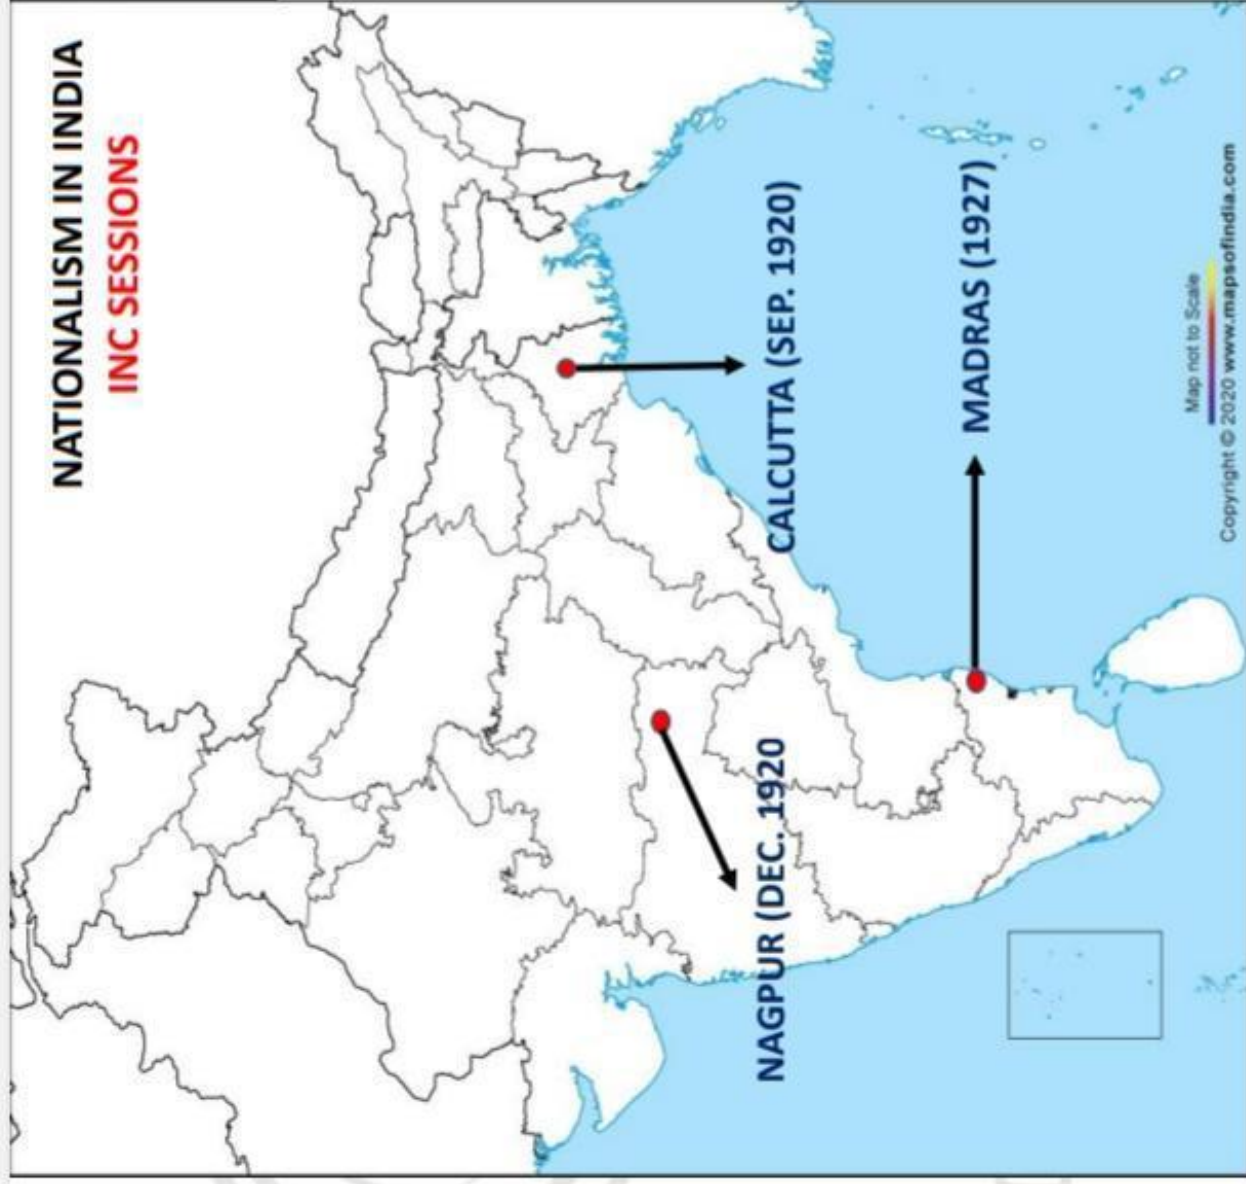 NATIONALISM IN INDIA
INC SESSIONS
CALCUTTA (SEP. 1920)
NAGPUR (DEC. 1920
MADRAS (1927)
Map not to Scale
Copyright © 2020 www.mapsofindia.com